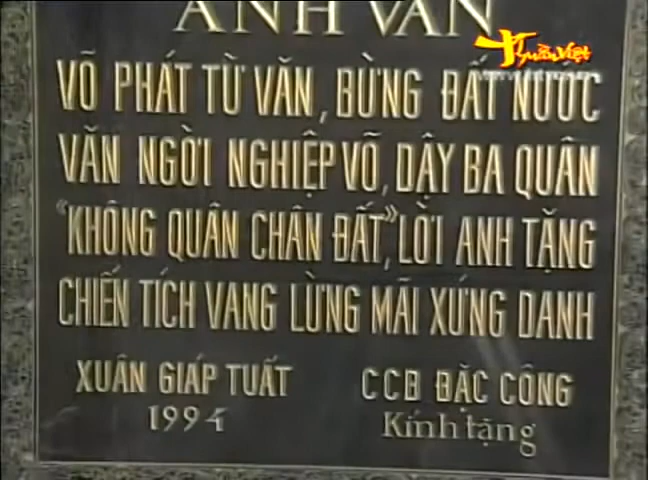 ANH VĂN
Thuần Việt
VÕ PHÁT TỪ VĂN, BỪNG ĐẤT NƯỚC
VĂN NGỜI NGHIỆP VÕ, DẬY BA QUÂN
"KHÔNG QUÂN CHÂN ĐẤT", LỜI ANH TẶNG
CHIẾN TÍCH VANG LỪNG MÃI XỨNG DANH
XUÂN GIÁP TUẤT
1994
CCB ĐẶC CÔNG
Kính tặng